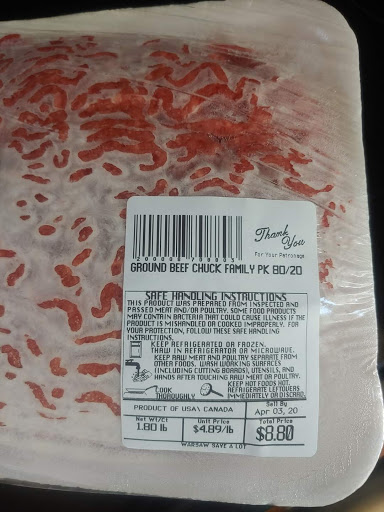 Thank
You
For Your Patronage
GROUND BEEF CHUCK FAMILY PK 80/20
SAFE HANDLING INSTRUCTIONS
THIS PRODUCT WAS PREPARED FROM INSPECTED AND
PASSED MEAT AND/OR POULTRY. SOME FOOD PRODUCTS
MAY CONTAIN BACTERIA THAT COULD CAUSE ILLNESS IF THE
PRODUCT IS MISHANDLED OR COOKED IMPROPERLY. FOR
YOUR PROTECTION, FOLLOW THESE SAFE HANDLING
INSTRUCTIONS.
KEEP REFRIGERATED OR FROZEN.
THAW IN REFRIGERATOR OR MICROWAVE.
KEEP RAW MEAT AND POULTRY SEPARATE FROM
OTHER FOODS. WASH WORKING SURFACES
(INCLUDING CUTTING BOARDS), UTENSILS, AND
HANDS AFTER TOUCHING RAW MEAT OR POULTRY.
COOK THOROUGHLY
KEEP HOT FOODS HOT.
REFRIGERATE LEFTOVERS
IMMEDIATELY OR DISCARD.
PRODUCT OF USA\ CANADA
Sell By
Apr 03, 20
Net Wt/Ct
1.80 lb
Unit Price
$4.89/lb
Total Price
$8.80
WARSAW SAVE A LOT